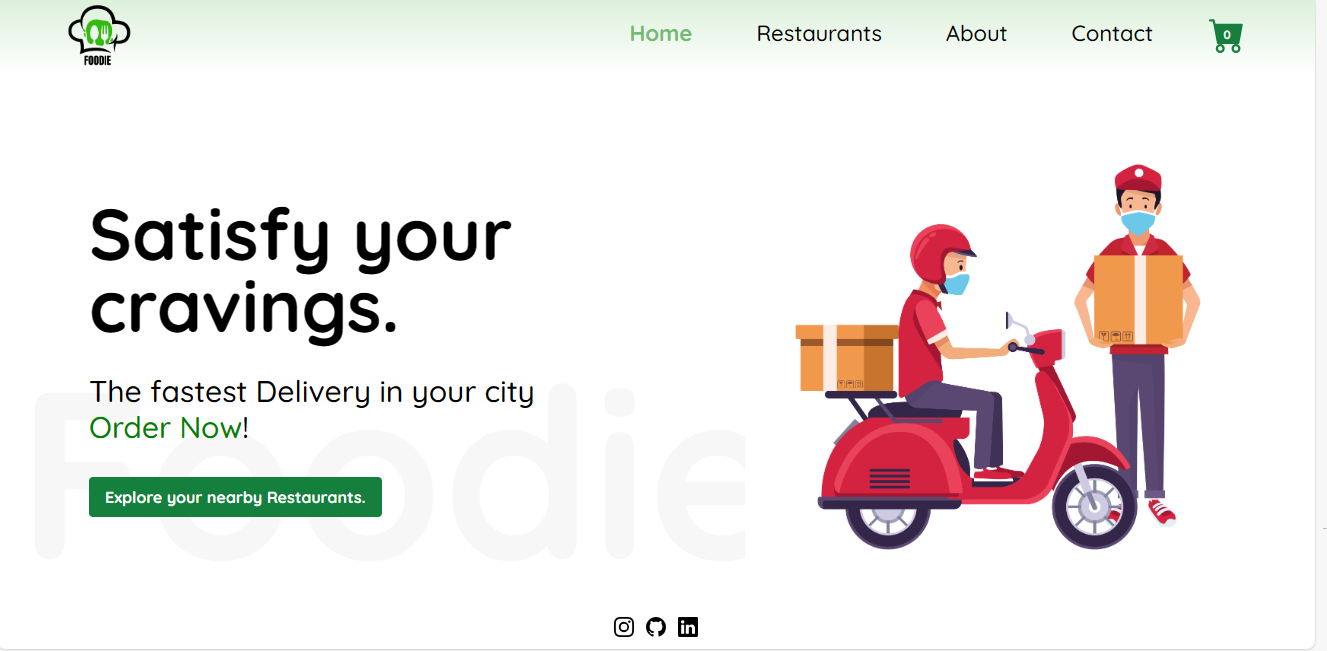 FOODIE
Home
Restaurants
About
Contact
0
Satisfy your
cravings.
The fastest Delivery in your city
Order Now!
Foodie
Explore your nearby Restaurants.
in